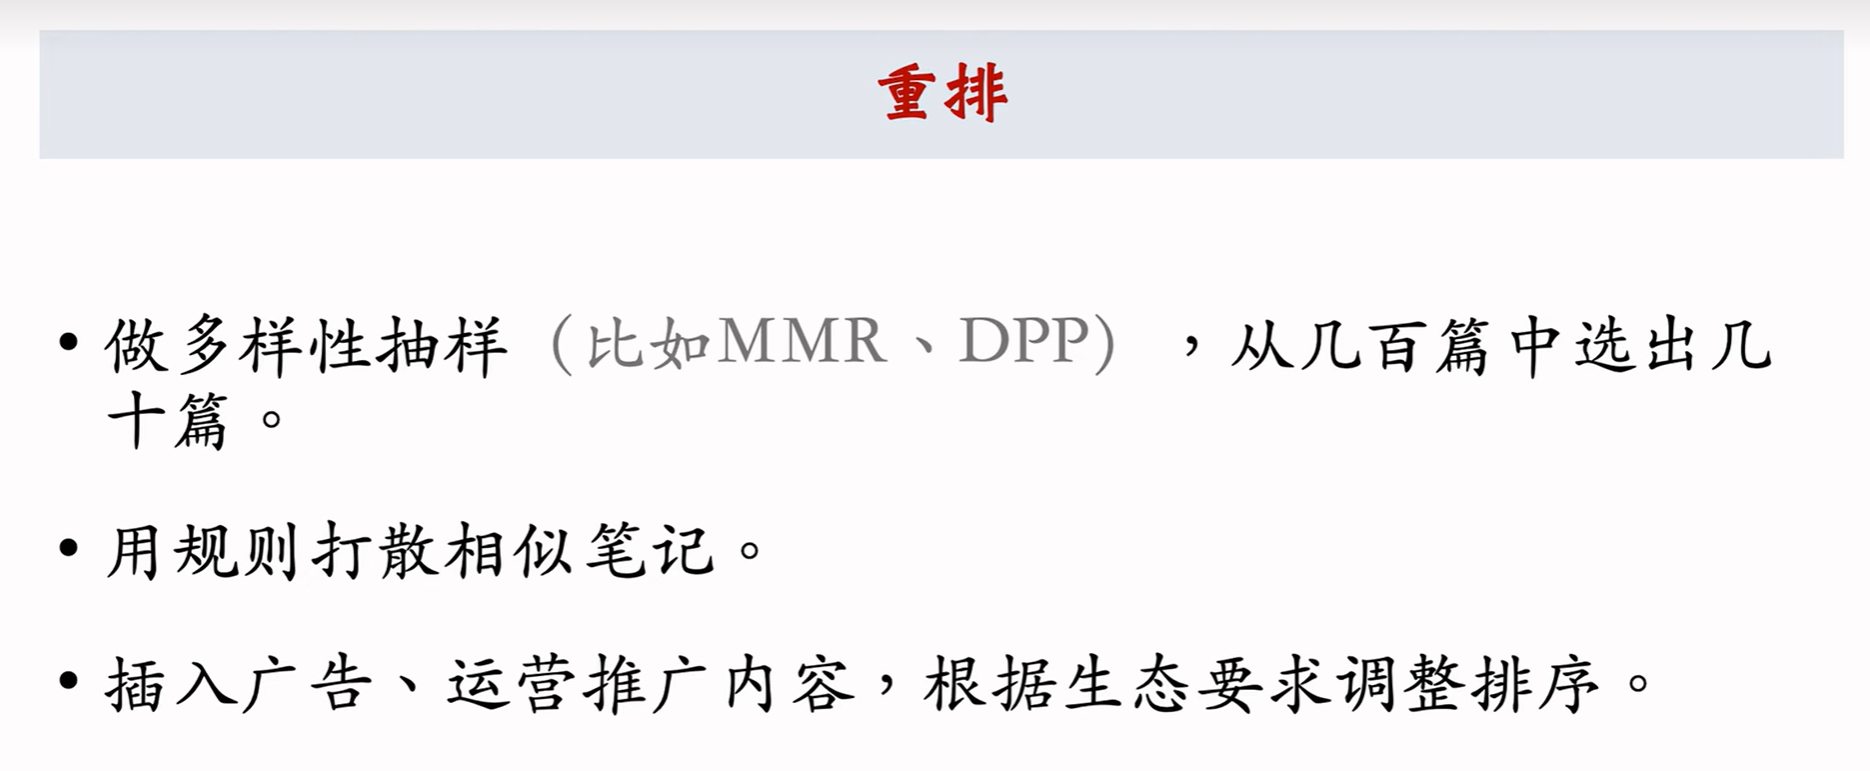 重排
• 做多样性抽样（比如MMR、DPP），从几百篇中选出几
十篇。
• 用规则打散相似笔记。
• 插入广告、运营推广内容，根据生态要求调整排序。